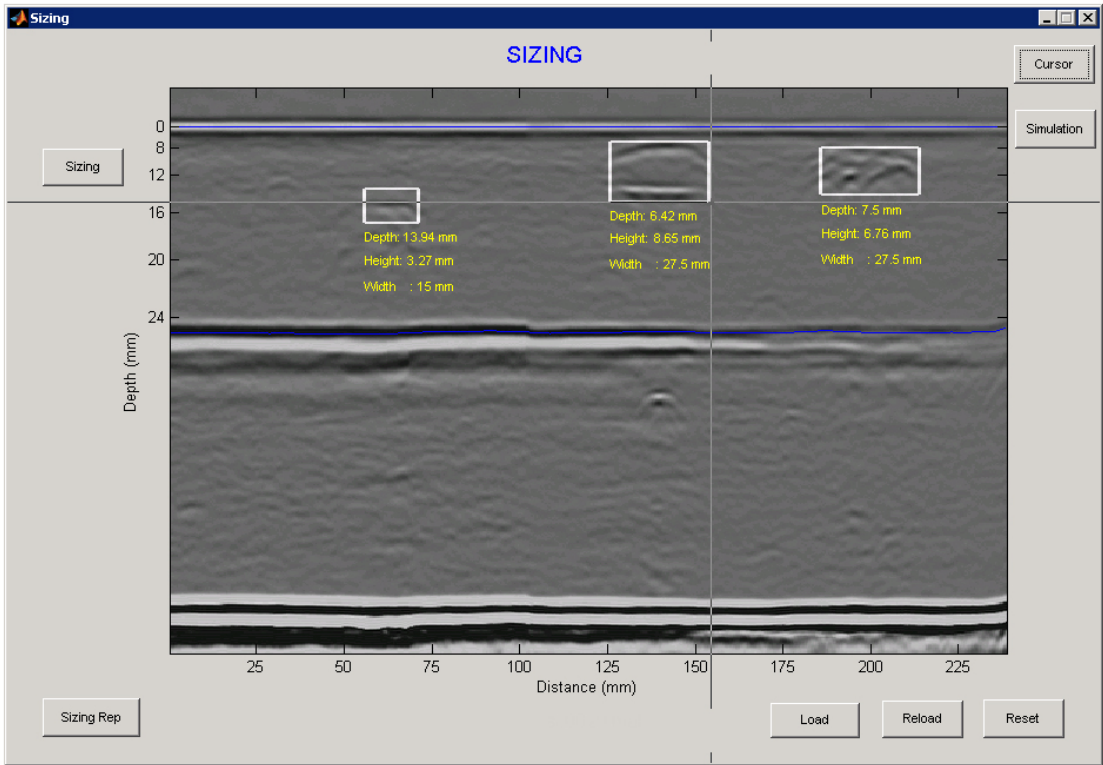 Sizing
SIZING
Cursor
Simulation
Sizing
0
8
12
16
20
24
Depth (mm)
Depth: 13.94 mm
Height: 3.27 mm
Width : 15 mm
Depth: 6.42 mm
Height: 8.65 mm
Width : 27.5 mm
Depth: 7.5 mm
Height: 6.76 mm
Width : 27.5 mm
25 50 75 100 125 150 175 200 225
Distance (mm)
Sizing Rep
Load
Reload
Reset